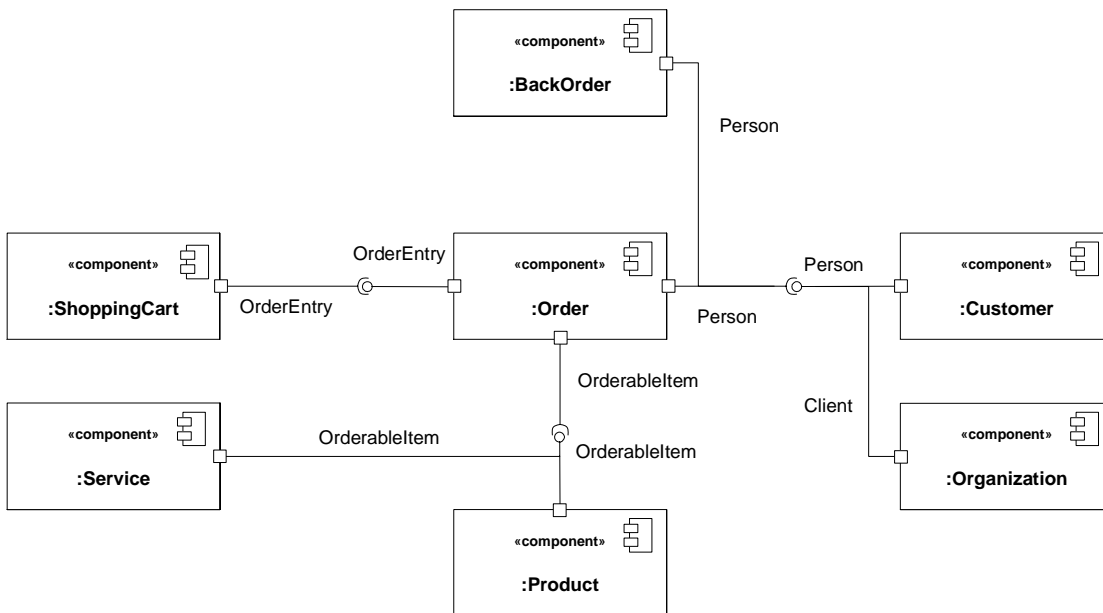 «component»
:BackOrder
Person
«component»
:ShoppingCart
OrderEntry
OrderEntry
«component»
:Order
Person
Person
«component»
:Customer
OrderableItem
«component»
:Service
OrderableItem
OrderableItem
Client
«component»
:Organization
«component»
:Product